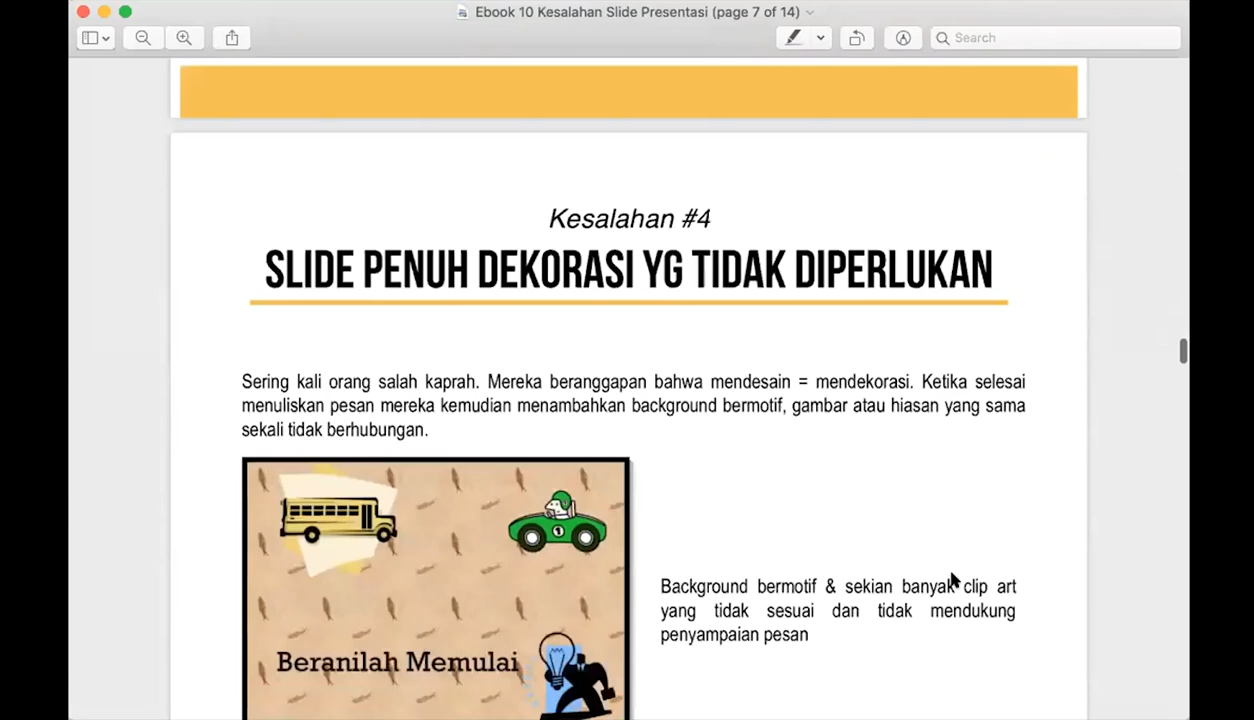 Ebook 10 Kesalahan Slide Presentasi (page 7 of 14)
Search
Kesalahan #4
SLIDE PENUH DEKORASI YG TIDAK DIPERLUKAN
Sering kali orang salah kaprah. Mereka beranggapan bahwa mendesain = mendekorasi. Ketika selesai
menuliskan pesan mereka kemudian menambahkan background bermotif, gambar atau hiasan yang sama
sekali tidak berhubungan.
1
Background bermotif & sekian banyak clip art
yang tidak sesuai dan tidak mendukung
penyampaian pesan
Beranilah Memulai